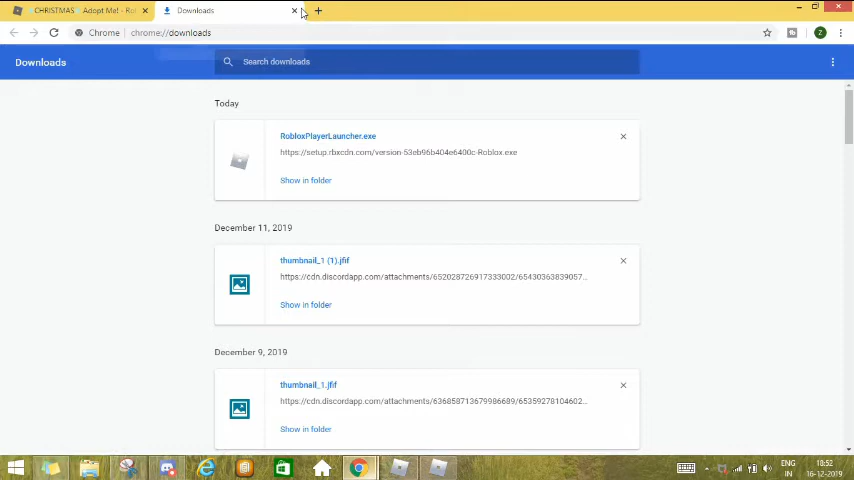 CHRISTMAS Adopt Me! - Ro
Downloads
Chrome
chrome://downloads
Z
Downloads
Search downloads
Today
RobloxPlayerLauncher.exe
https://setup.rbxcdn.com/version-53eb96b404e6400c-Roblox.exe
Show in folder
December 11, 2019
thumbnail_1 (1).jfif
https://cdn.discordapp.com/attachments/652028726917333002/65430363839057...
Show in folder
December 9, 2019
thumbnail_1.jfif
https://cdn.discordapp.com/attachments/636858713679986689/65359278104602...
Show in folder
ENG
IN
18:52
16-12-2019